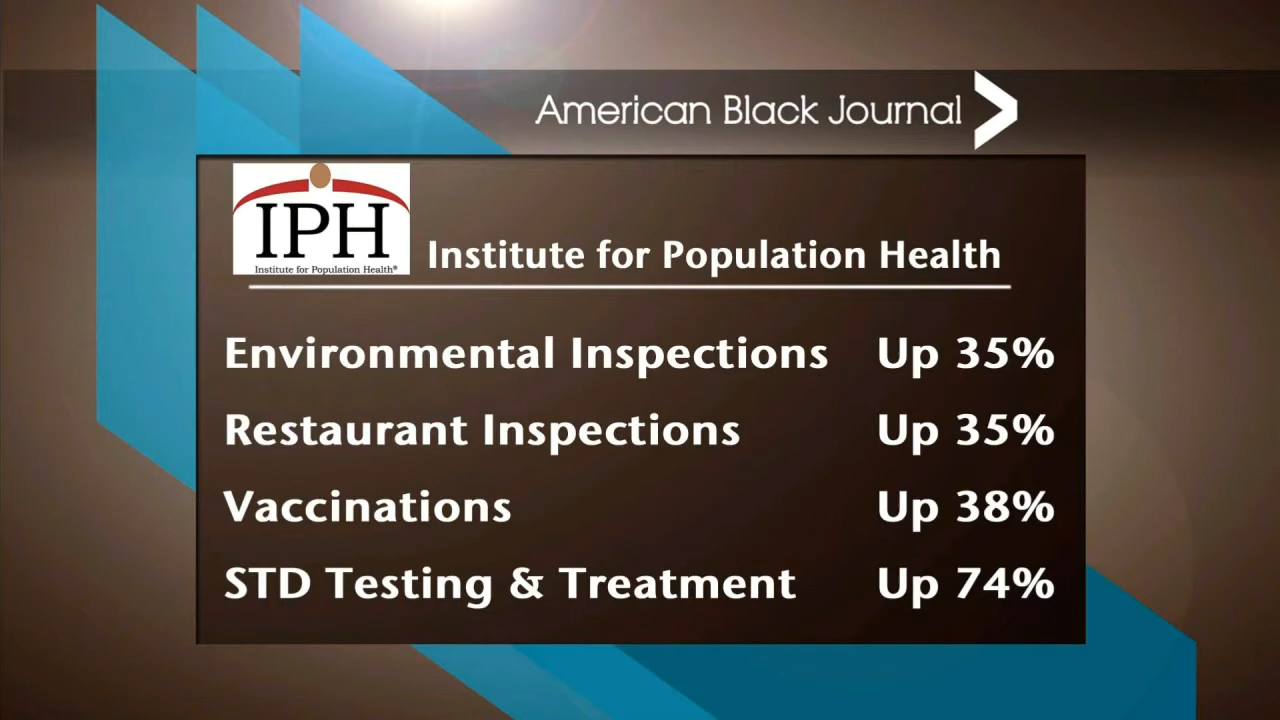 American Black Journal
IPH
Institute for Population Health®
Institute for Population Health
Environmental Inspections Up 35%
Restaurant Inspections Up 35%
Vaccinations Up 38%
STD Testing & Treatment Up 74%